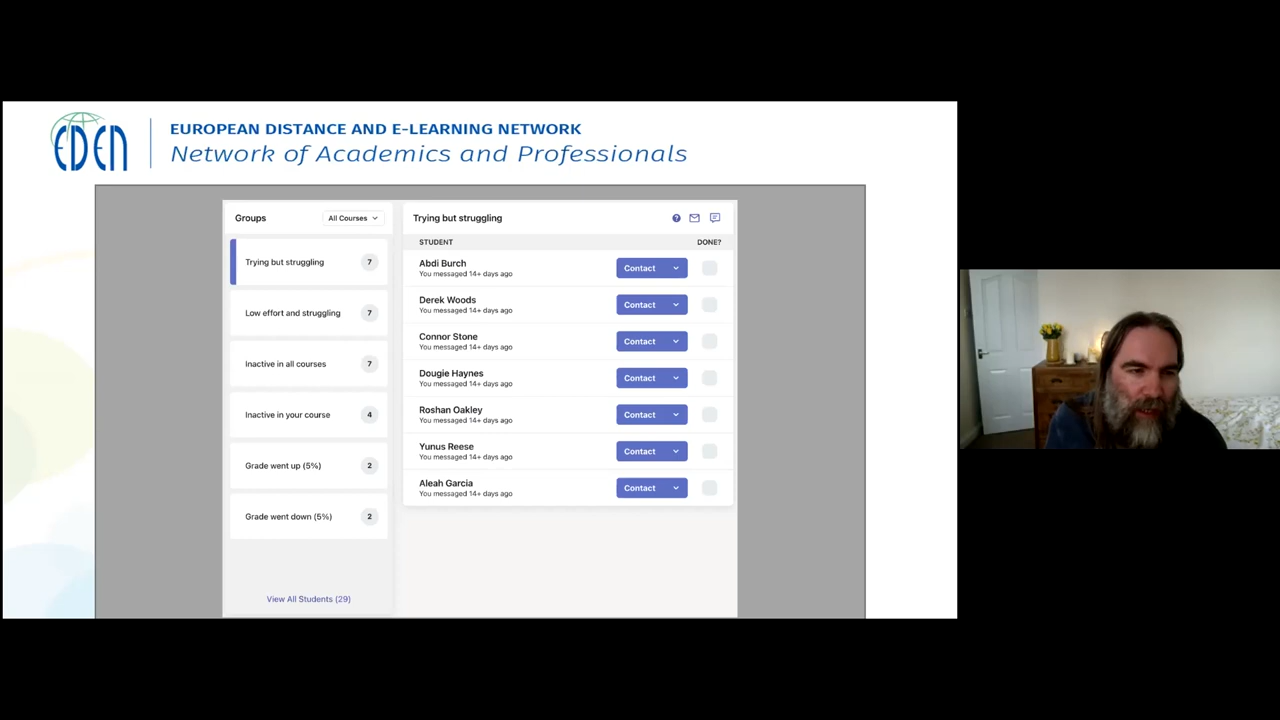 EDEN
EUROPEAN DISTANCE AND E-LEARNING NETWORK
Network of Academics and Professionals
Groups
All Courses
Trying but struggling 7
Low effort and struggling 7
Inactive in all courses 7
Inactive in your course 4
Grade went up (5%) 2
Grade went down (5%) 2
View All Students (29)
Trying but struggling
?
STUDENT DONE?
Abdi Burch
You messaged 14+ days ago
Contact
Derek Woods
You messaged 14+ days ago
Contact
Connor Stone
You messaged 14+ days ago
Contact
Dougie Haynes
You messaged 14+ days ago
Contact
Roshan Oakley
You messaged 14+ days ago
Contact
Yunus Reese
You messaged 14+ days ago
Contact
Aleah Garcia
You messaged 14+ days ago
Contact